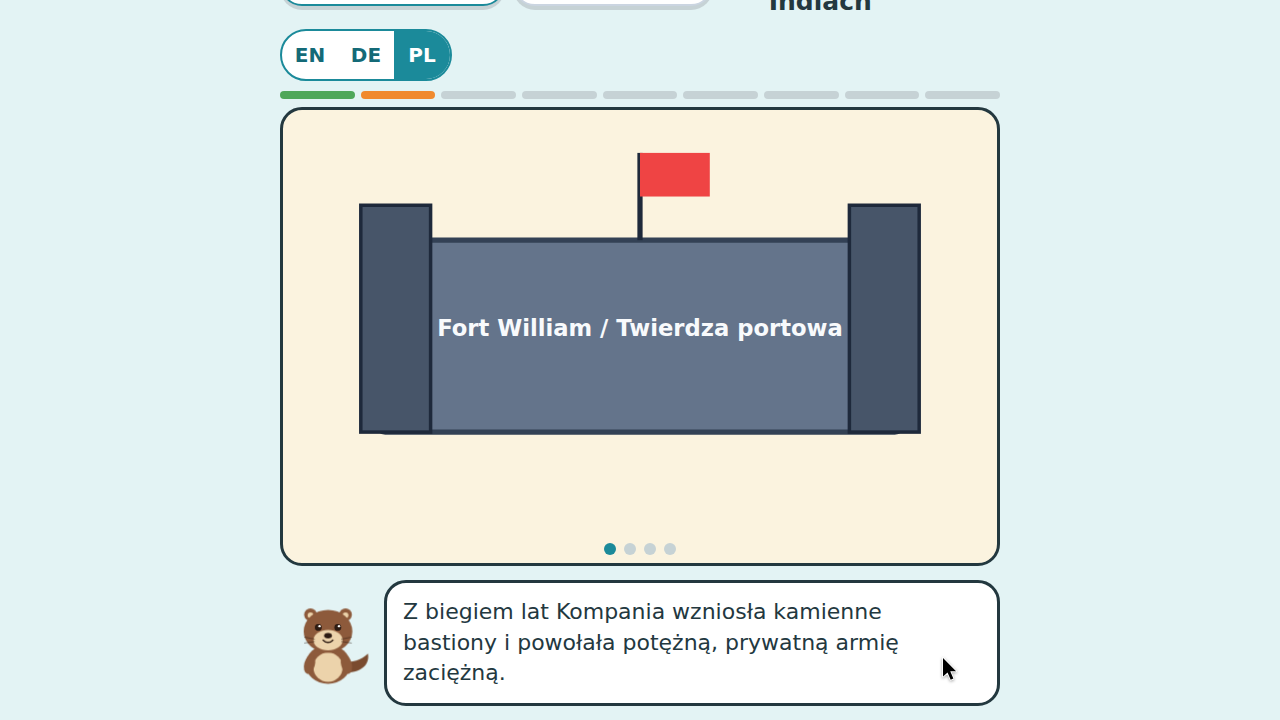 Indiach
EN DE PL
Fort William / Twierdza portowa
Z biegiem lat Kompania wzniosła kamienne
bastiony i powołała potężną, prywatną armię
zaciężną.